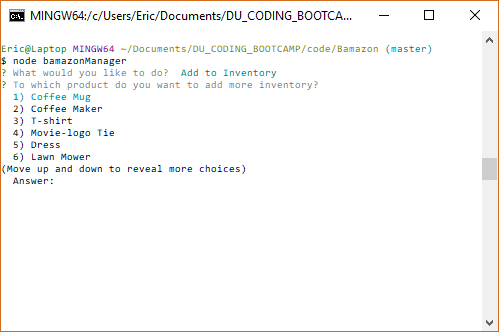 MINGW64:/c/Users/Eric/Documents/DU_CODING_BOOTCA...
Eric@Laptop MINGW64 ~/Documents/DU_CODING_BOOTCAMP/code/Bamazon (master)
$ node bamazonManager
? What would you like to do? Add to Inventory
? To which product do you want to add more inventory?
1) Coffee Mug
2) Coffee Maker
3) T-shirt
4) Movie-logo Tie
5) Dress
6) Lawn Mower
(Move up and down to reveal more choices)
Answer: